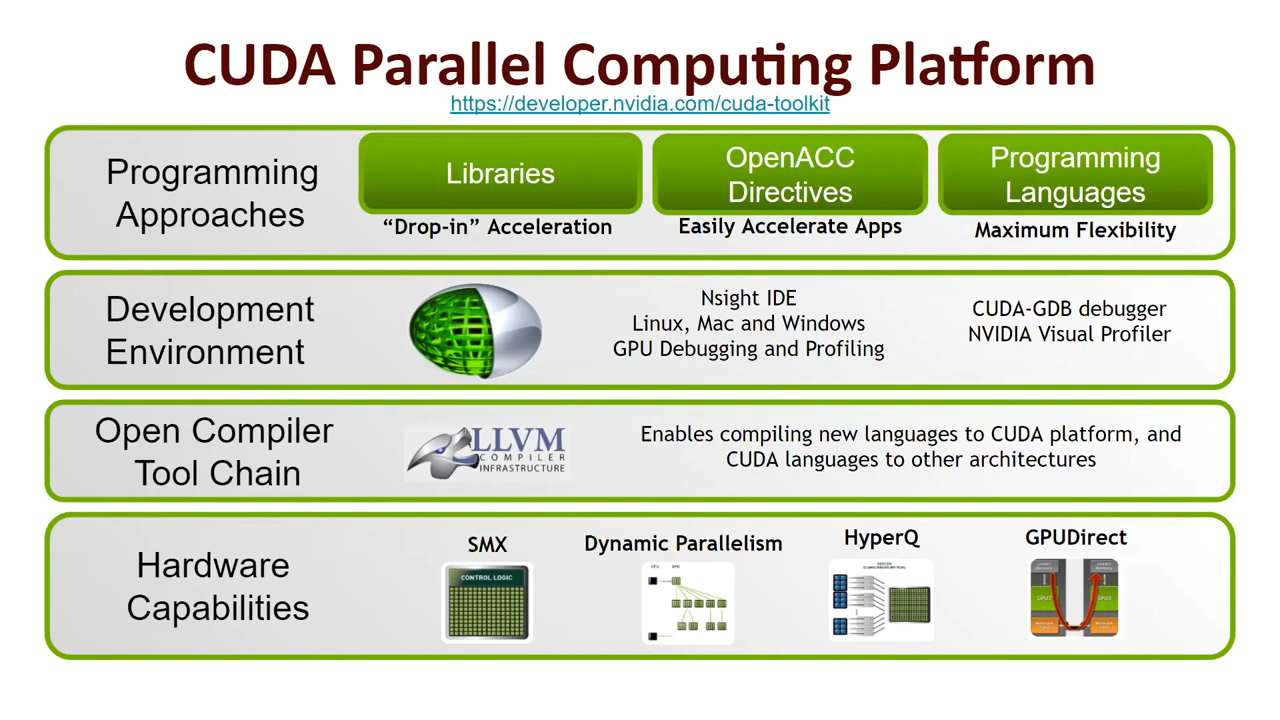 CUDA Parallel Computing Platform
https://developer.nvidia.com/cuda-toolkit
Programming
Approaches
Libraries
"Drop-in" Acceleration
OpenACC
Directives
Easily Accelerate Apps
Programming
Languages
Maximum Flexibility
Development
Environment
Nsight IDE
Linux, Mac and Windows
GPU Debugging and Profiling
CUDA-GDB debugger
NVIDIA Visual Profiler
Open Compiler
Tool Chain
LLVM
COMPILER
INFRASTRUCTURE
Enables compiling new languages to CUDA platform, and
CUDA languages to other architectures
Hardware
Capabilities
SMX
CONTROL LOGIC
Dynamic Parallelism
CPU GPU
HyperQ
GPUDirect